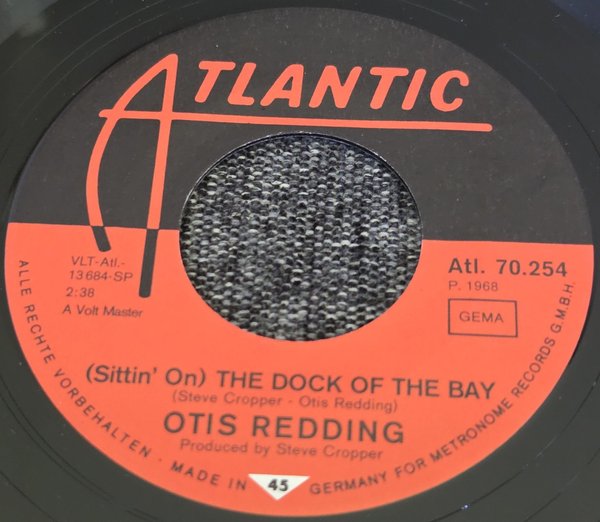 ATLANTIC
VLT-Atl.-
13 684-SP
2:38
A Volt Master
Atl. 70.254
P. 1968
GEMA
(Sittin' On) THE DOCK OF THE BAY
(Steve Cropper - Otis Redding)
OTIS REDDING
Produced by Steve Cropper
ALLE RECHTE VORBEHALTEN · MADE IN 45 GERMANY FOR METRONOME RECORDS G.M.B.H.